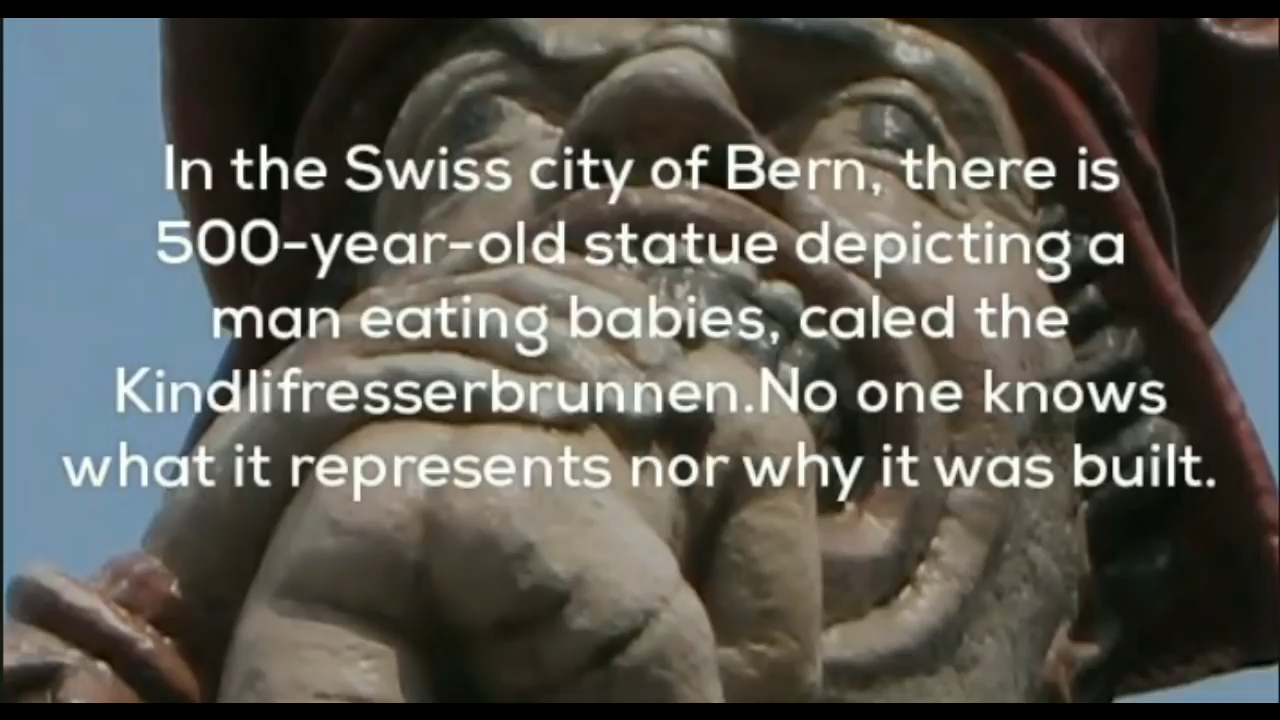 In the Swiss city of Bern, there is
500-year-old statue depicting a
man eating babies, caled the
Kindlifresserbrunnen.No one knows
what it represents nor why it was built.